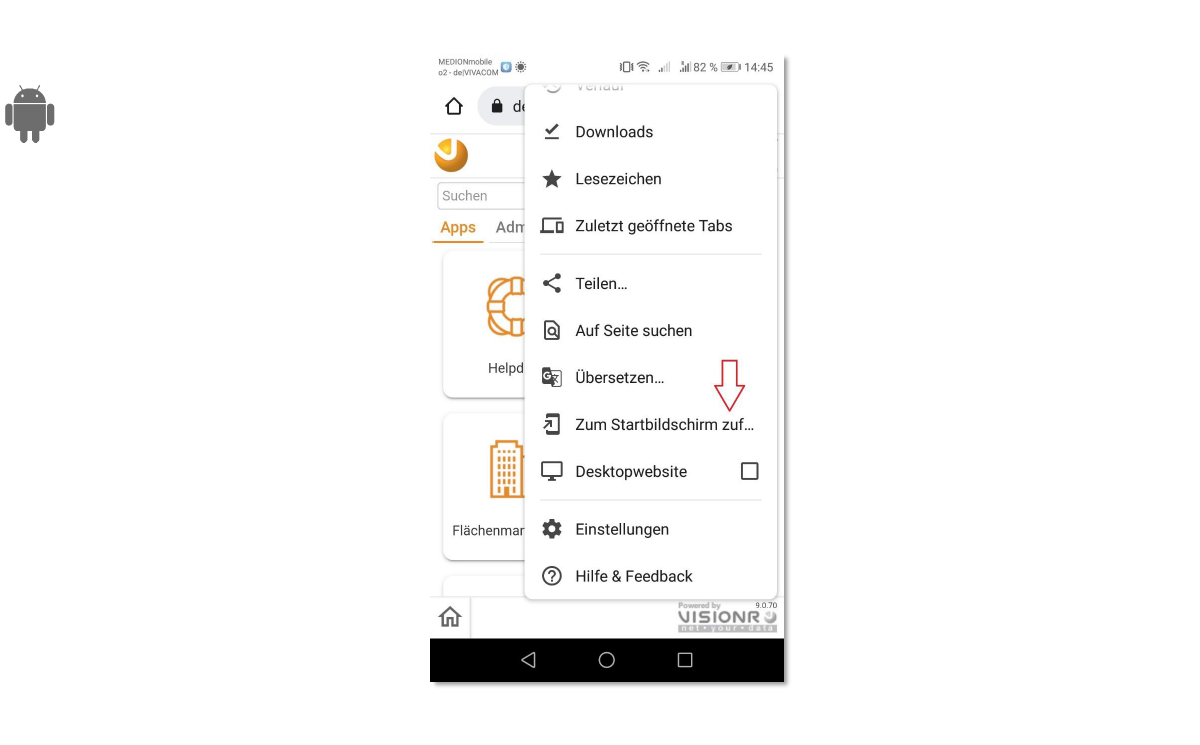 MEDIONmobile
o2 - de|VIVACOM
82 % 14:45
de
Verlauf
Downloads
Suchen
Lesezeichen
Apps Adm
Zuletzt geöffnete Tabs
Teilen...
Auf Seite suchen
Helpd
Übersetzen...
Zum Startbildschirm zuf...
Desktopwebsite
Flächenmar
Einstellungen
Hilfe & Feedback
Powered by 9.0.70
VISIONR
net • your • data